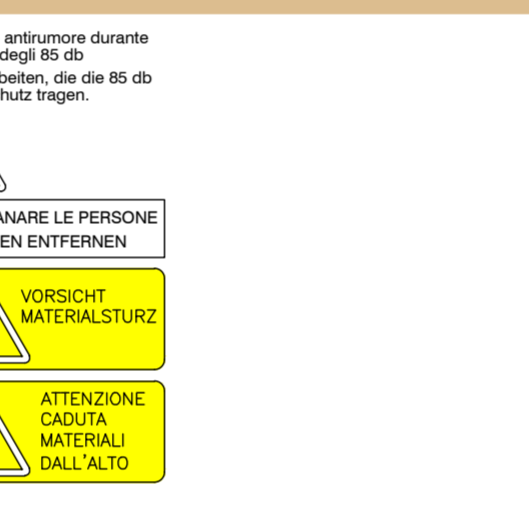 antirumore durante
degli 85 db
beiten, die die 85 db
hutz tragen.
ANARE LE PERSONE
EN ENTFERNEN
VORSICHT
MATERIALSTURZ
ATTENZIONE
CADUTA
MATERIALI
DALL'ALTO